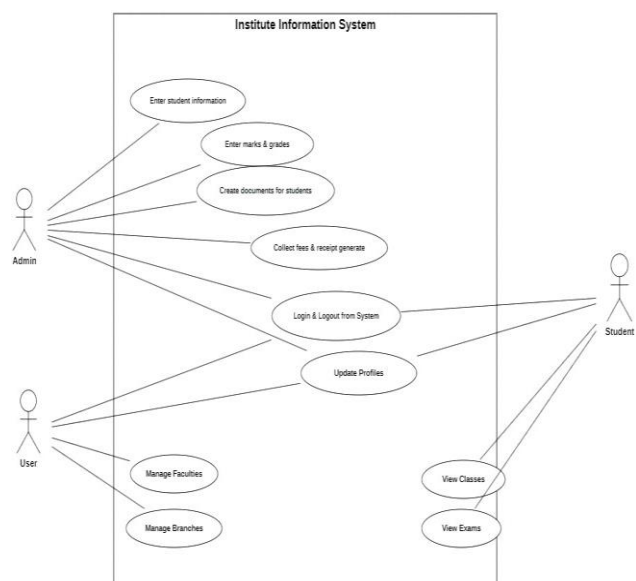 Institute Information System
Enter student information
Enter marks & grades
Create documents for students
Collect fees & receipt generate
Admin
Login & Logout from System
Student
Update Profiles
User
Manage Faculties
View Classes
Manage Branches
View Exams